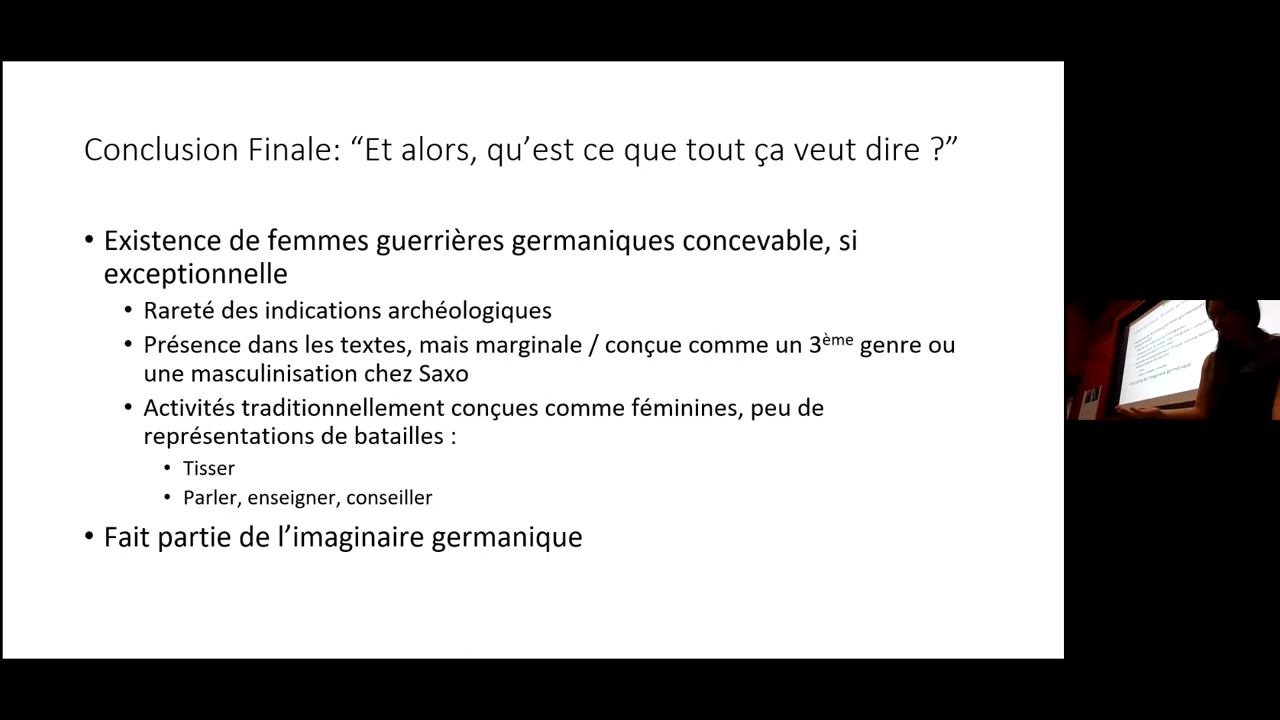 Conclusion Finale: “Et alors, qu’est ce que tout ça veut dire ?”
• Existence de femmes guerrières germaniques concevable, si
exceptionnelle
• Rareté des indications archéologiques
• Présence dans les textes, mais marginale / conçue comme un 3ème genre ou
une masculinisation chez Saxo
• Activités traditionnellement conçues comme féminines, peu de
représentations de batailles :
• Tisser
• Parler, enseigner, conseiller
• Fait partie de l’imaginaire germanique